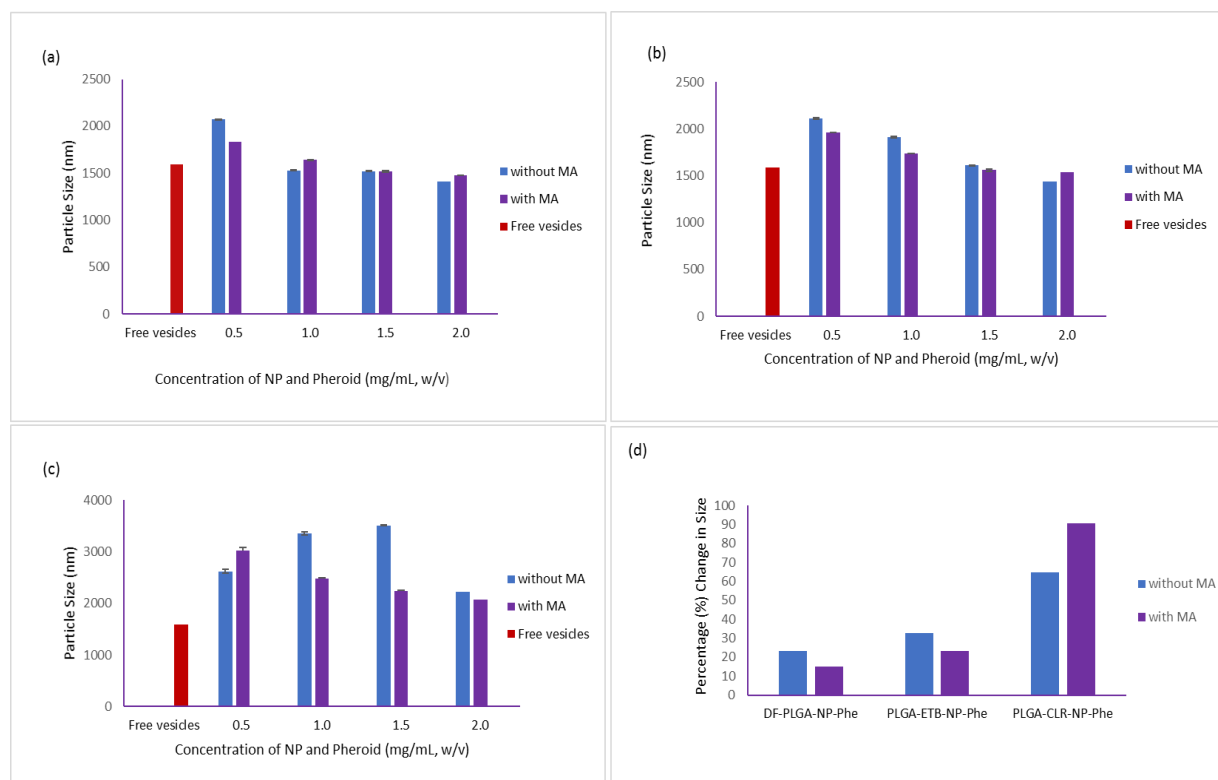 (a)
2500
2000
1500
1000
500
0
Particle Size (nm)
Free vesicles 0.5 1.0 1.5 2.0
Concentration of NP and Pheroid (mg/mL, w/v)
without MA
with MA
Free vesicles
(b)
2500
2000
1500
1000
500
0
Particle Size (nm)
Free vesicles 0.5 1.0 1.5 2.0
Concentration of NP and Pheroid (mg/mL, w/v)
without MA
with MA
Free vesicles
(c)
4000
3000
2000
1000
0
Particle Size (nm)
Free vesicles 0.5 1.0 1.5 2.0
Concentration of NP and Pheroid (mg/mL, w/v)
without MA
with MA
Free vesicles
(d)
100
90
80
70
60
50
40
30
20
10
0
Percentage (%) Change in Size
DF-PLGA-NP-Phe PLGA-ETB-NP-Phe PLGA-CLR-NP-Phe
without MA
with MA